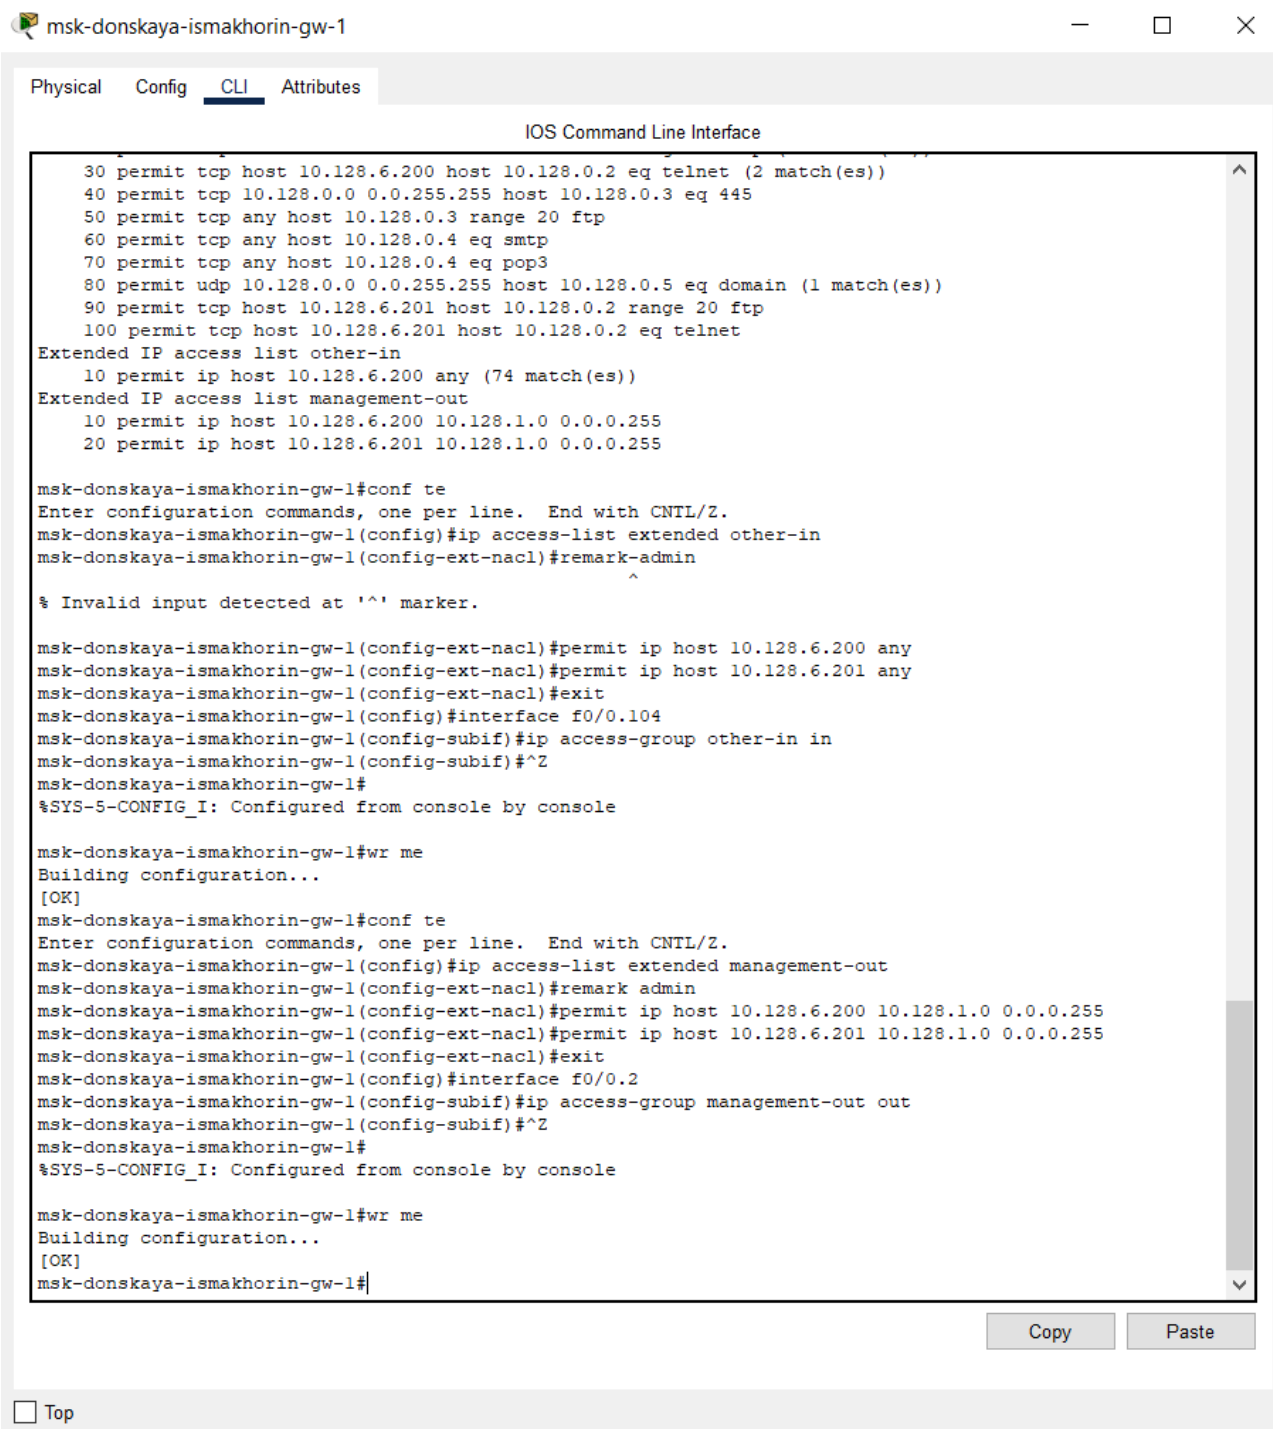 msk-donskaya-ismakhorin-gw-1
Physical Config CLI Attributes
IOS Command Line Interface
30 permit tcp host 10.128.6.200 host 10.128.0.2 eq telnet (2 match(es))
40 permit tcp 10.128.0.0 0.0.255.255 host 10.128.0.3 eq 445
50 permit tcp any host 10.128.0.3 range 20 ftp
60 permit tcp any host 10.128.0.4 eq smtp
70 permit tcp any host 10.128.0.4 eq pop3
80 permit udp 10.128.0.0 0.0.255.255 host 10.128.0.5 eq domain (1 match(es))
90 permit tcp host 10.128.6.201 host 10.128.0.2 range 20 ftp
100 permit tcp host 10.128.6.201 host 10.128.0.2 eq telnet
Extended IP access list other-in
10 permit ip host 10.128.6.200 any (74 match(es))
Extended IP access list management-out
10 permit ip host 10.128.6.200 10.128.1.0 0.0.0.255
20 permit ip host 10.128.6.201 10.128.1.0 0.0.0.255
msk-donskaya-ismakhorin-gw-1#conf te
Enter configuration commands, one per line. End with CNTL/Z.
msk-donskaya-ismakhorin-gw-1(config)#ip access-list extended other-in
msk-donskaya-ismakhorin-gw-1(config-ext-nacl)#remark-admin
^
% Invalid input detected at '^' marker.
msk-donskaya-ismakhorin-gw-1(config-ext-nacl)#permit ip host 10.128.6.200 any
msk-donskaya-ismakhorin-gw-1(config-ext-nacl)#permit ip host 10.128.6.201 any
msk-donskaya-ismakhorin-gw-1(config-ext-nacl)#exit
msk-donskaya-ismakhorin-gw-1(config)#interface f0/0.104
msk-donskaya-ismakhorin-gw-1(config-subif)#ip access-group other-in in
msk-donskaya-ismakhorin-gw-1(config-subif)#^Z
msk-donskaya-ismakhorin-gw-1#
%SYS-5-CONFIG_I: Configured from console by console
msk-donskaya-ismakhorin-gw-1#wr me
Building configuration...
[OK]
msk-donskaya-ismakhorin-gw-1#conf te
Enter configuration commands, one per line. End with CNTL/Z.
msk-donskaya-ismakhorin-gw-1(config)#ip access-list extended management-out
msk-donskaya-ismakhorin-gw-1(config-ext-nacl)#remark admin
msk-donskaya-ismakhorin-gw-1(config-ext-nacl)#permit ip host 10.128.6.200 10.128.1.0 0.0.0.255
msk-donskaya-ismakhorin-gw-1(config-ext-nacl)#permit ip host 10.128.6.201 10.128.1.0 0.0.0.255
msk-donskaya-ismakhorin-gw-1(config-ext-nacl)#exit
msk-donskaya-ismakhorin-gw-1(config)#interface f0/0.2
msk-donskaya-ismakhorin-gw-1(config-subif)#ip access-group management-out out
msk-donskaya-ismakhorin-gw-1(config-subif)#^Z
msk-donskaya-ismakhorin-gw-1#
%SYS-5-CONFIG_I: Configured from console by console
msk-donskaya-ismakhorin-gw-1#wr me
Building configuration...
[OK]
msk-donskaya-ismakhorin-gw-1#
Copy Paste
Top